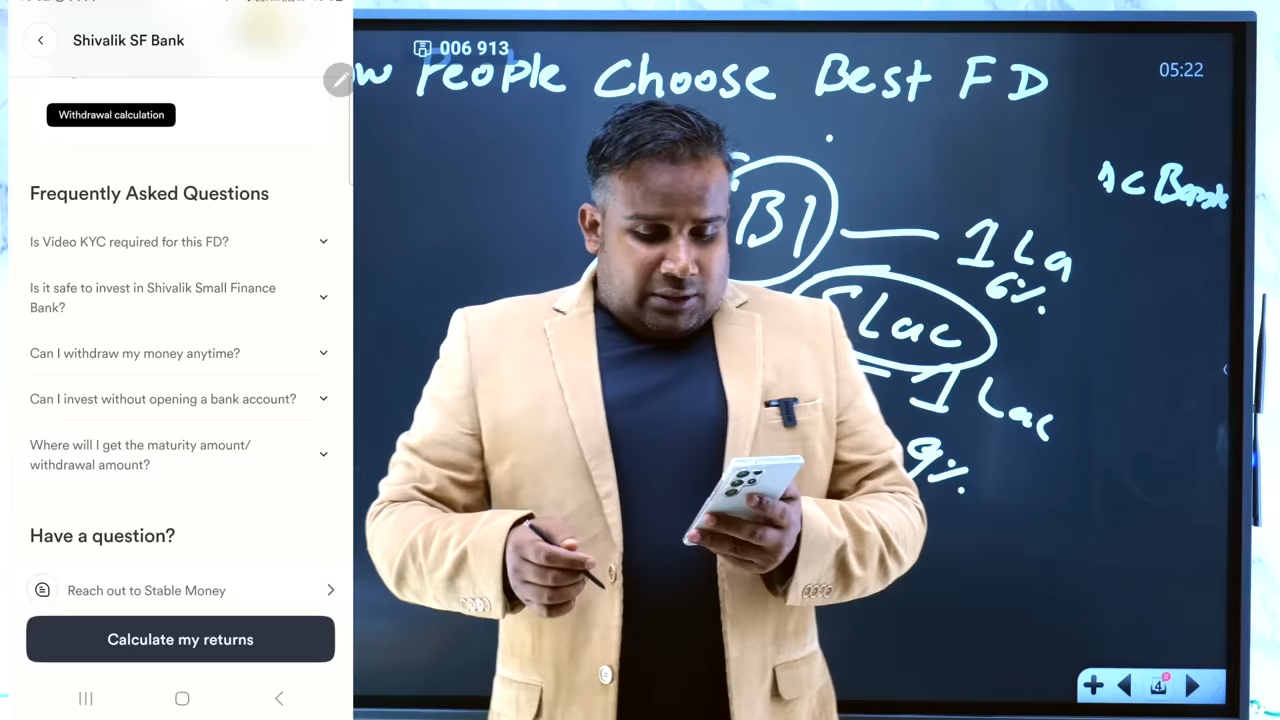 Shivalik SF Bank
Withdrawal calculation
Frequently Asked Questions
Is Video KYC required for this FD?
Is it safe to invest in Shivalik Small Finance
Bank?
Can I withdraw my money anytime?
Can I invest without opening a bank account?
Where will I get the maturity amount/
withdrawal amount?
Have a question?
Reach out to Stable Money
Calculate my returns
006 913
05:22
People Choose Best FD
BI
1 La
6%
5 Lac
1 Lac
9%
Bank
4
9